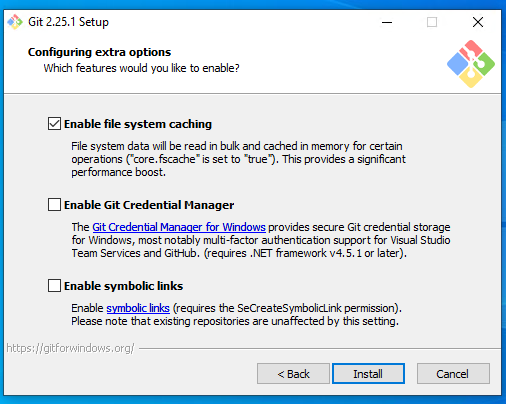 Git 2.25.1 Setup
Configuring extra options
Which features would you like to enable?
Enable file system caching
File system data will be read in bulk and cached in memory for certain
operations ("core.fscache" is set to "true"). This provides a significant
performance boost.
Enable Git Credential Manager
The Git Credential Manager for Windows provides secure Git credential storage
for Windows, most notably multi-factor authentication support for Visual Studio
Team Services and GitHub. (requires .NET framework v4.5.1 or later).
Enable symbolic links
Enable symbolic links (requires the SeCreateSymbolicLink permission).
Please note that existing repositories are unaffected by this setting.
https://gitforwindows.org/
< Back
Install
Cancel